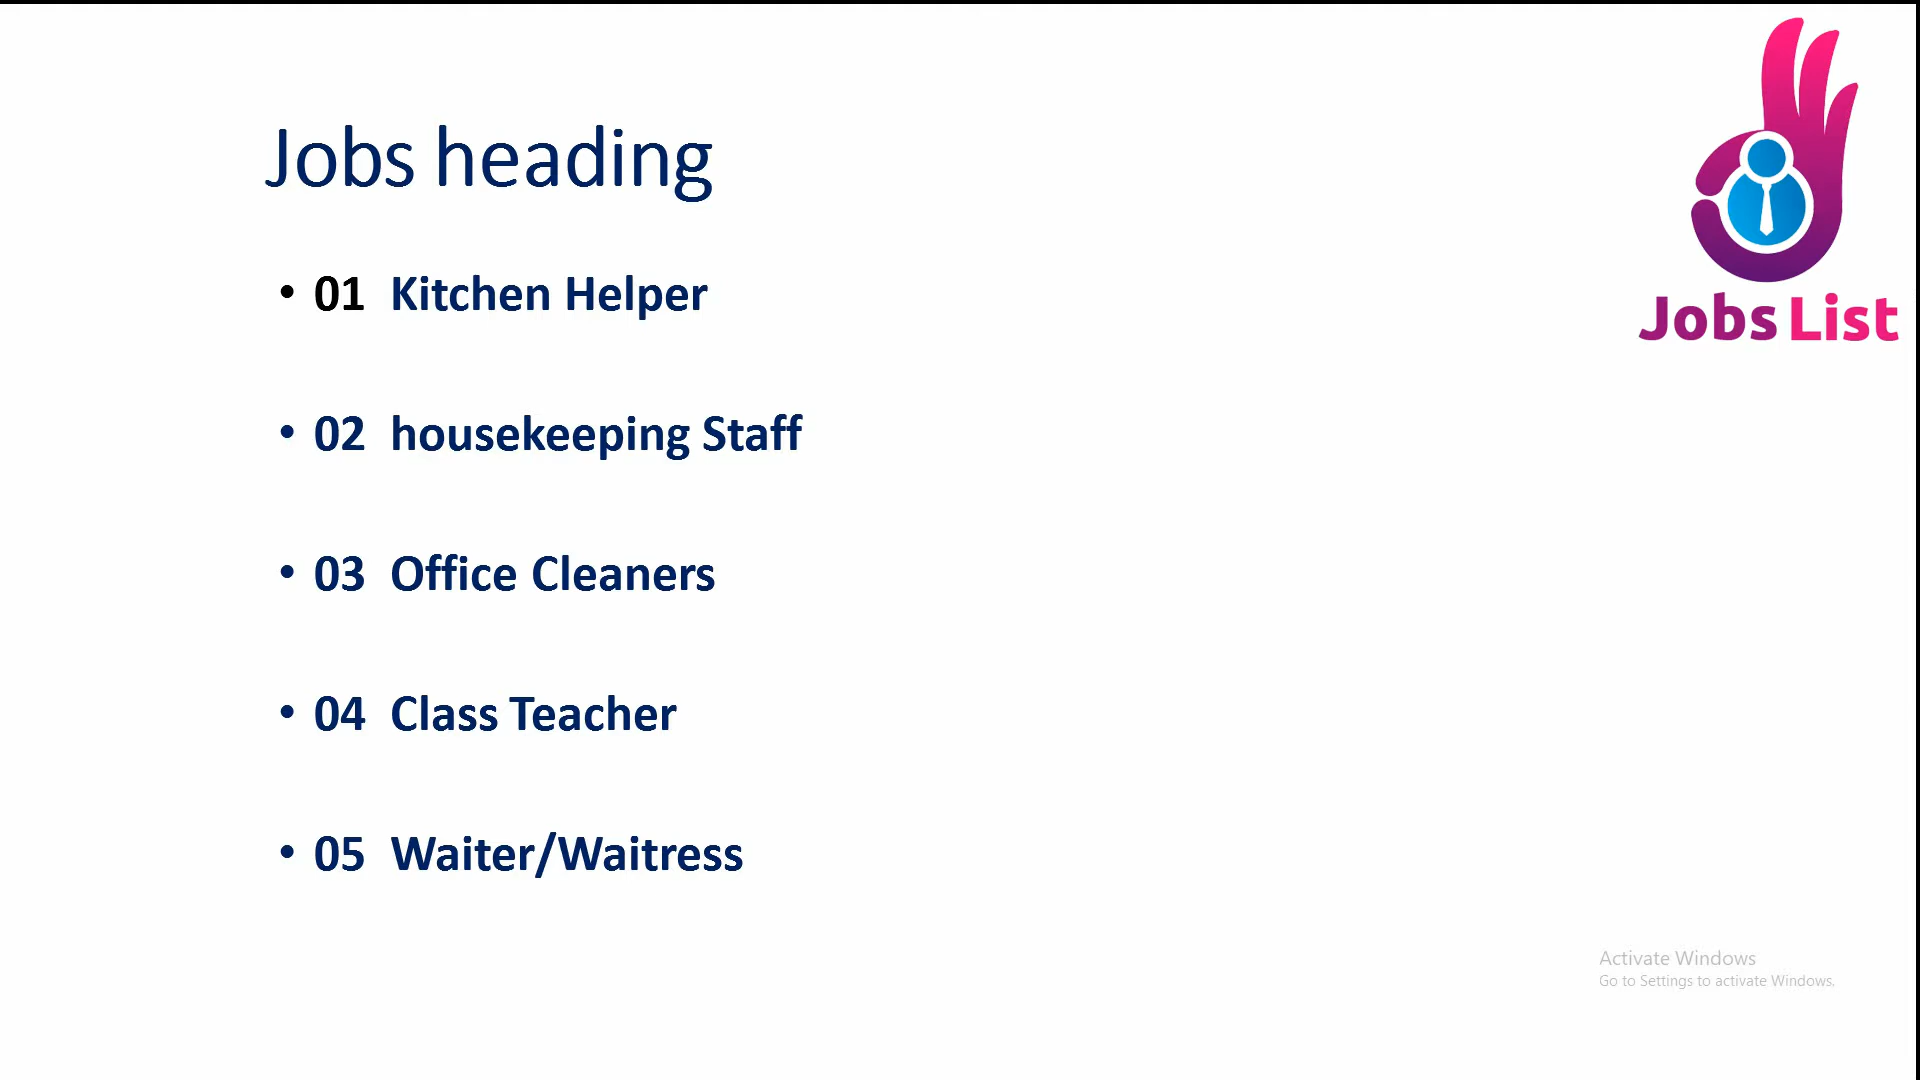 Jobs heading
• 01 Kitchen Helper
• 02 housekeeping Staff
• 03 Office Cleaners
• 04 Class Teacher
• 05 Waiter/Waitress
Jobs List
Activate Windows
Go to Settings to activate Windows.